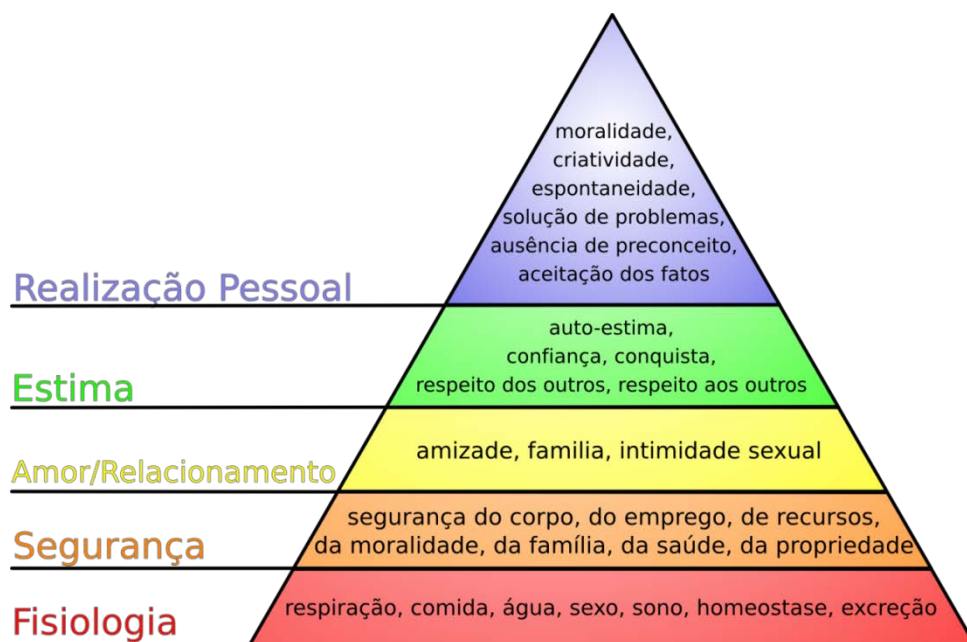 moralidade,
criatividade,
espontaneidade,
solução de problemas,
ausência de preconceito,
aceitação dos fatos
Realização Pessoal
auto-estima,
confiança, conquista,
respeito dos outros, respeito aos outros
Estima
amizade, familia, intimidade sexual
Amor/Relacionamento
segurança do corpo, do emprego, de recursos,
da moralidade, da família, da saúde, da propriedade
Segurança
respiração, comida, água, sexo, sono, homeostase, excreção
Fisiologia